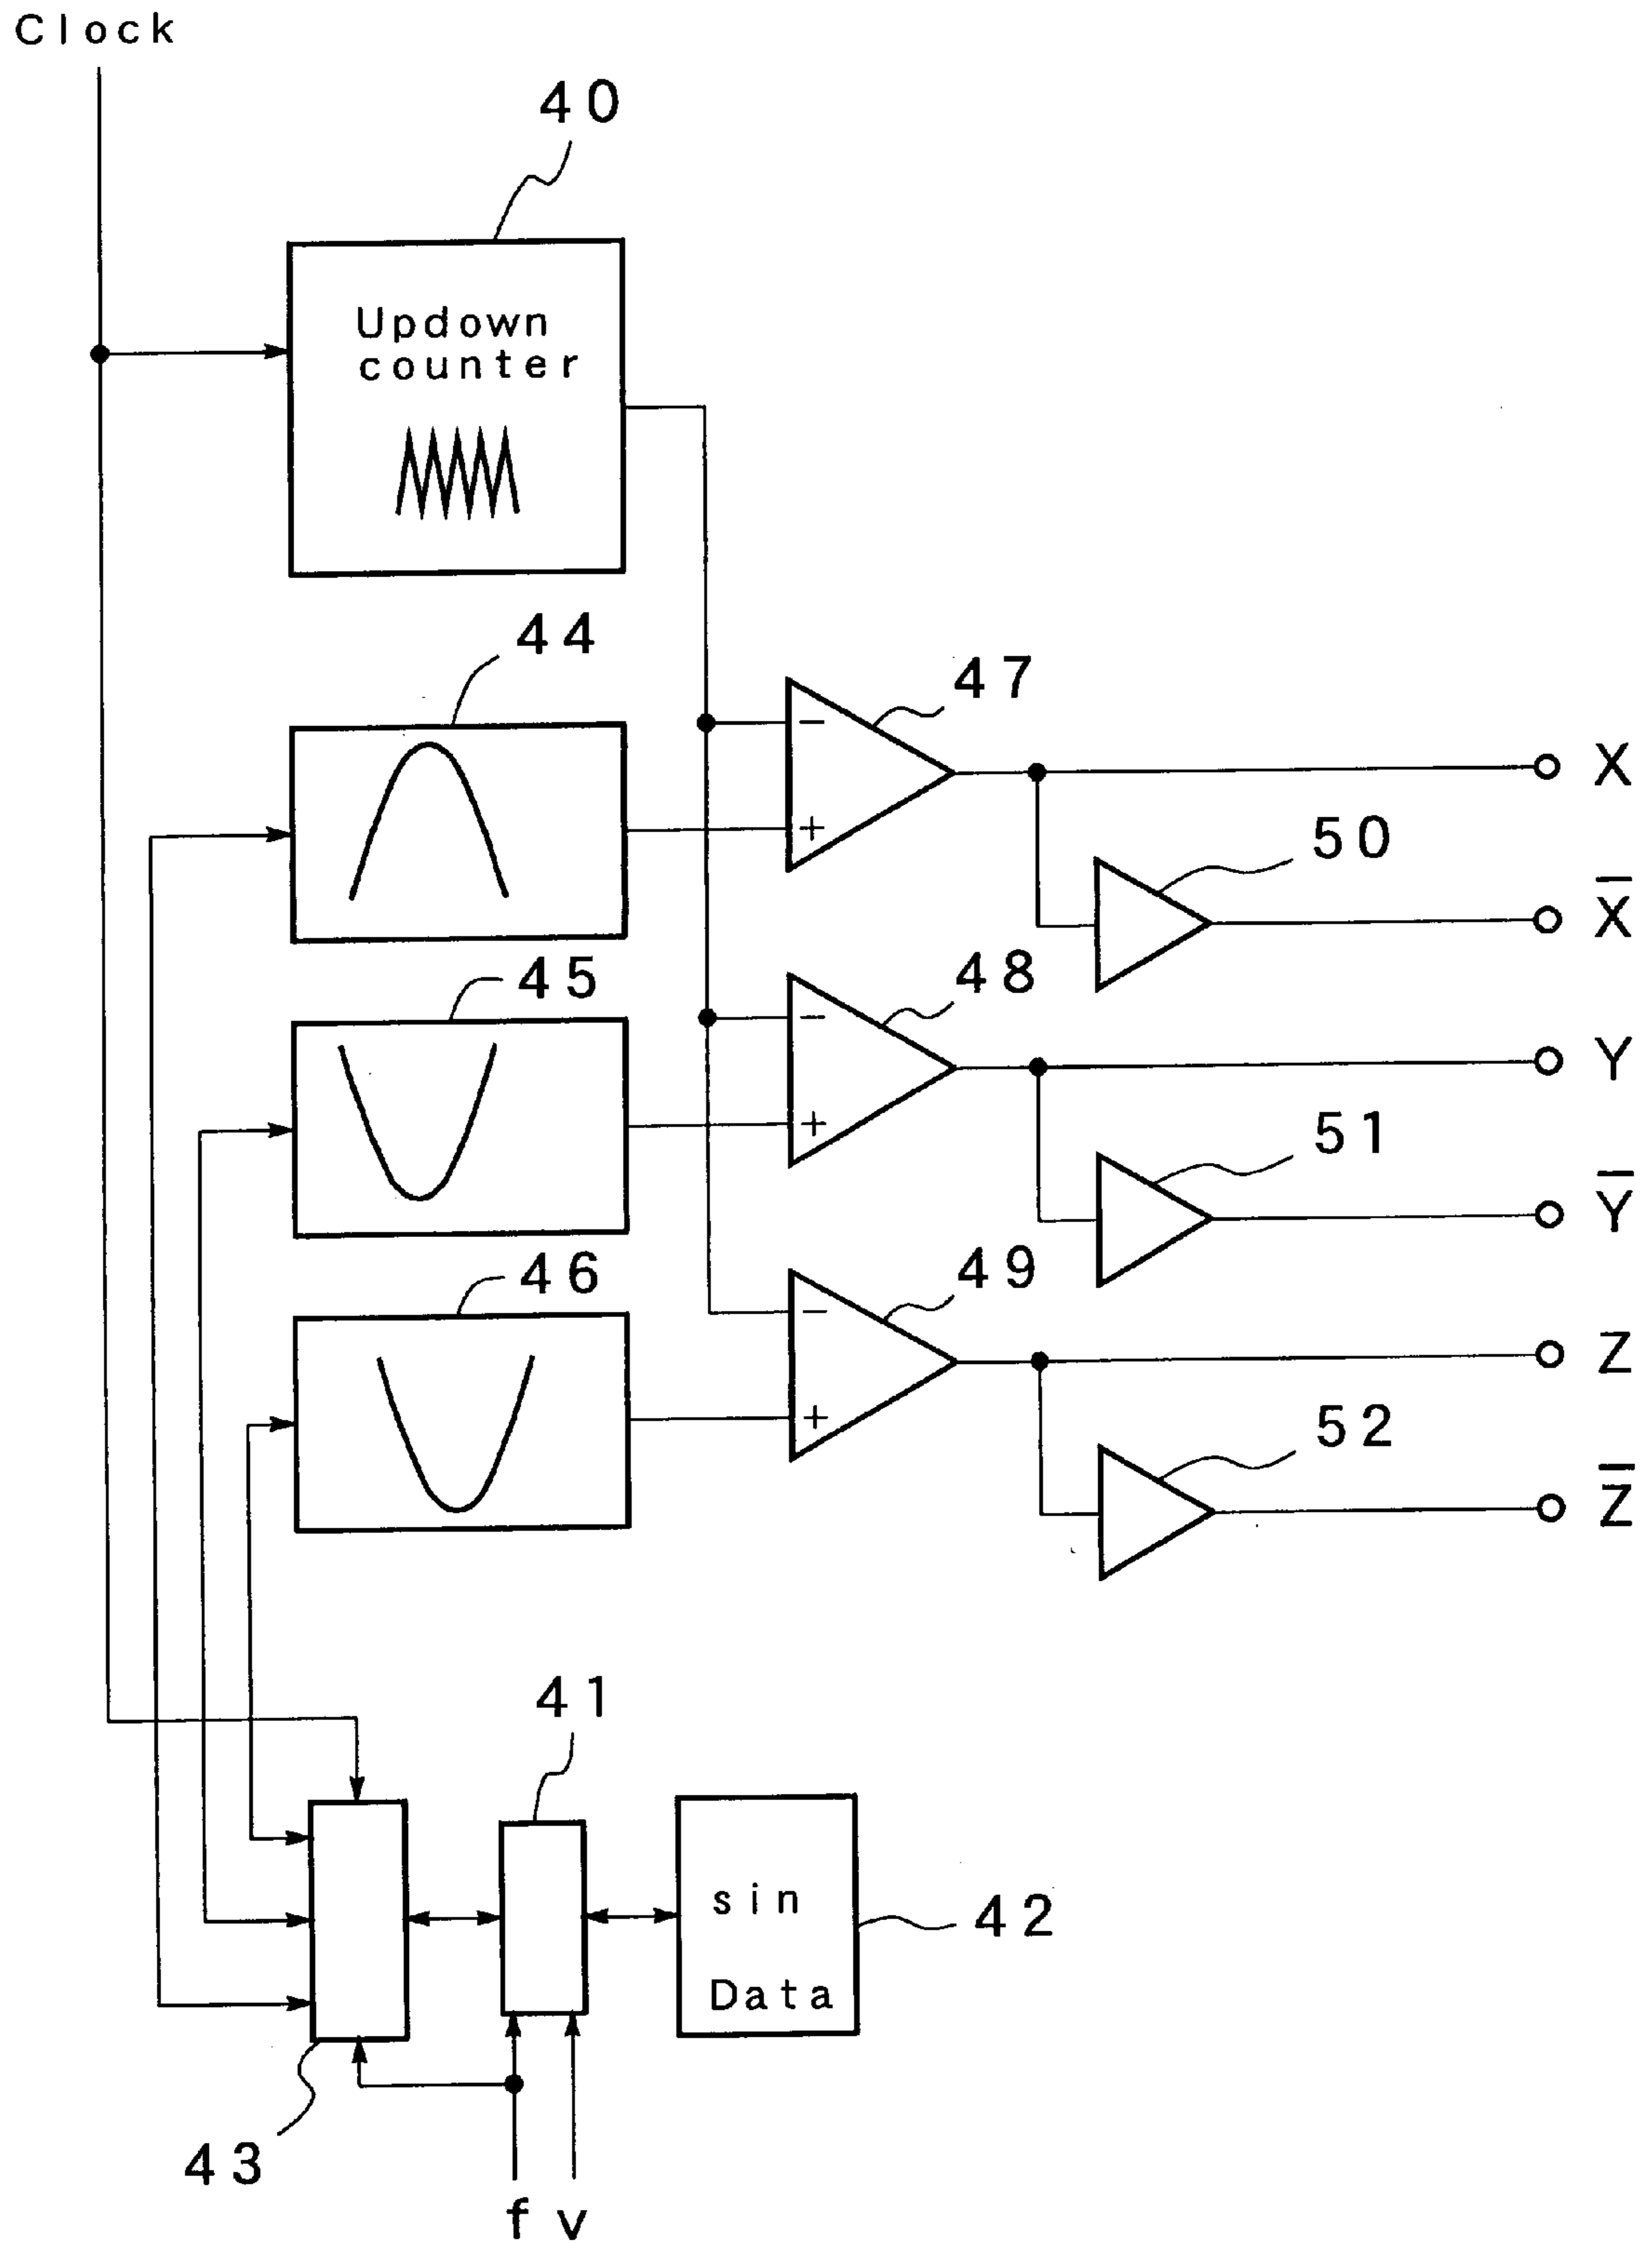 Clock
40
Updown
counter
44
47
−
+
X
50
X̅
45
48
−
+
Y
51
Y̅
46
49
−
+
Z
52
Z̅
41
sin
Data
42
43
f v